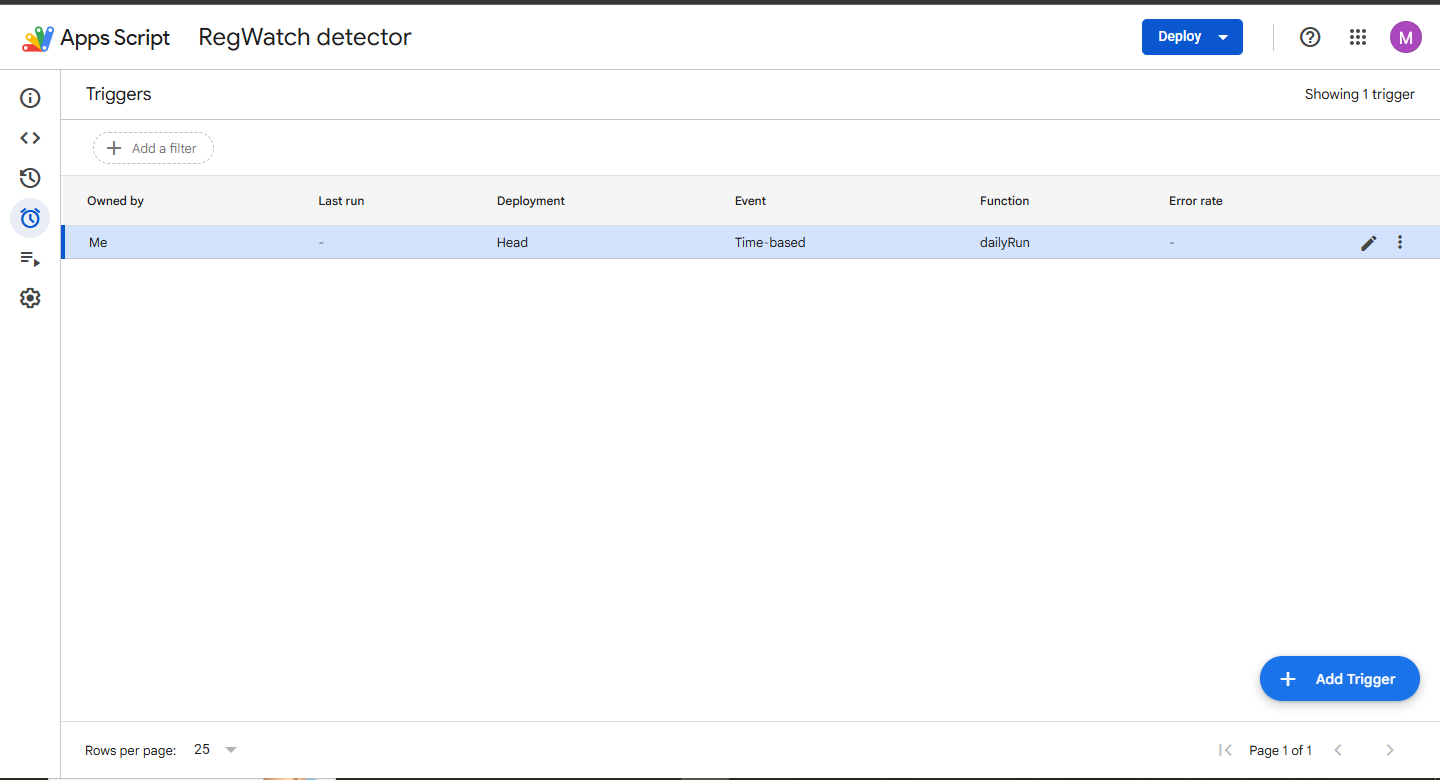 Apps Script RegWatch detector Deploy M
Triggers Showing 1 trigger
Add a filter
Owned by Last run Deployment Event Function Error rate
Me - Head Time-based dailyRun -
Add Trigger
Rows per page: 25 Page 1 of 1